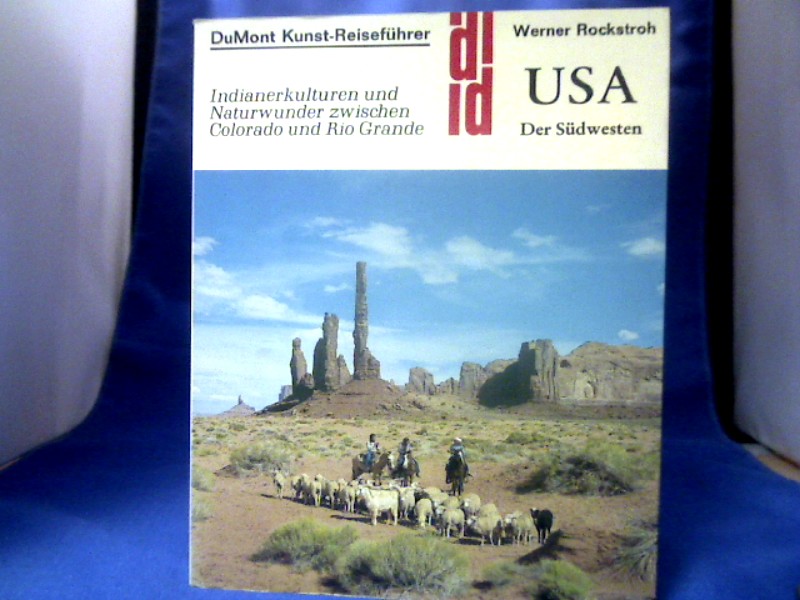 DuMont Kunst-Reiseführer
Indianerkulturen und
Naturwunder zwischen
Colorado und Rio Grande
Werner Rockstroh
USA
Der Südwesten